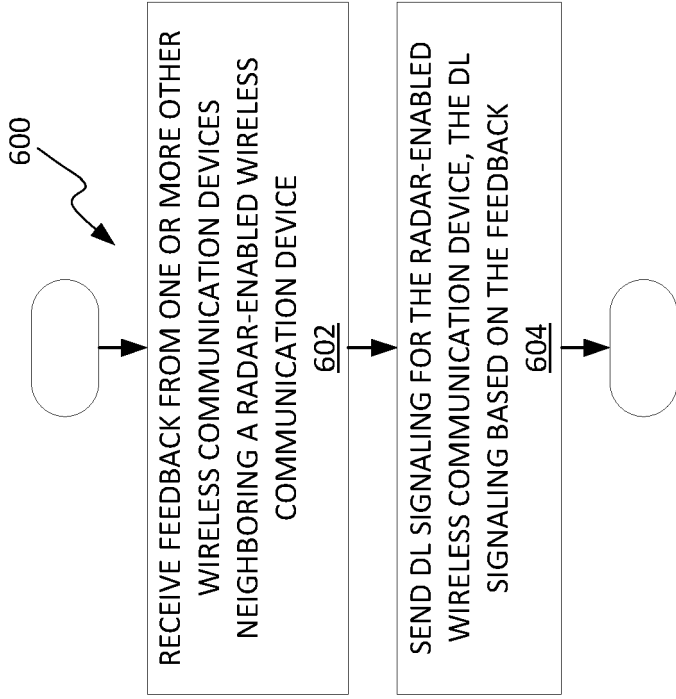 600
RECEIVE FEEDBACK FROM ONE OR MORE OTHER
WIRELESS COMMUNICATION DEVICES
NEIGHBORING A RADAR-ENABLED WIRELESS
COMMUNICATION DEVICE
602
SEND DL SIGNALING FOR THE RADAR-ENABLED
WIRELESS COMMUNICATION DEVICE, THE DL
SIGNALING BASED ON THE FEEDBACK
604